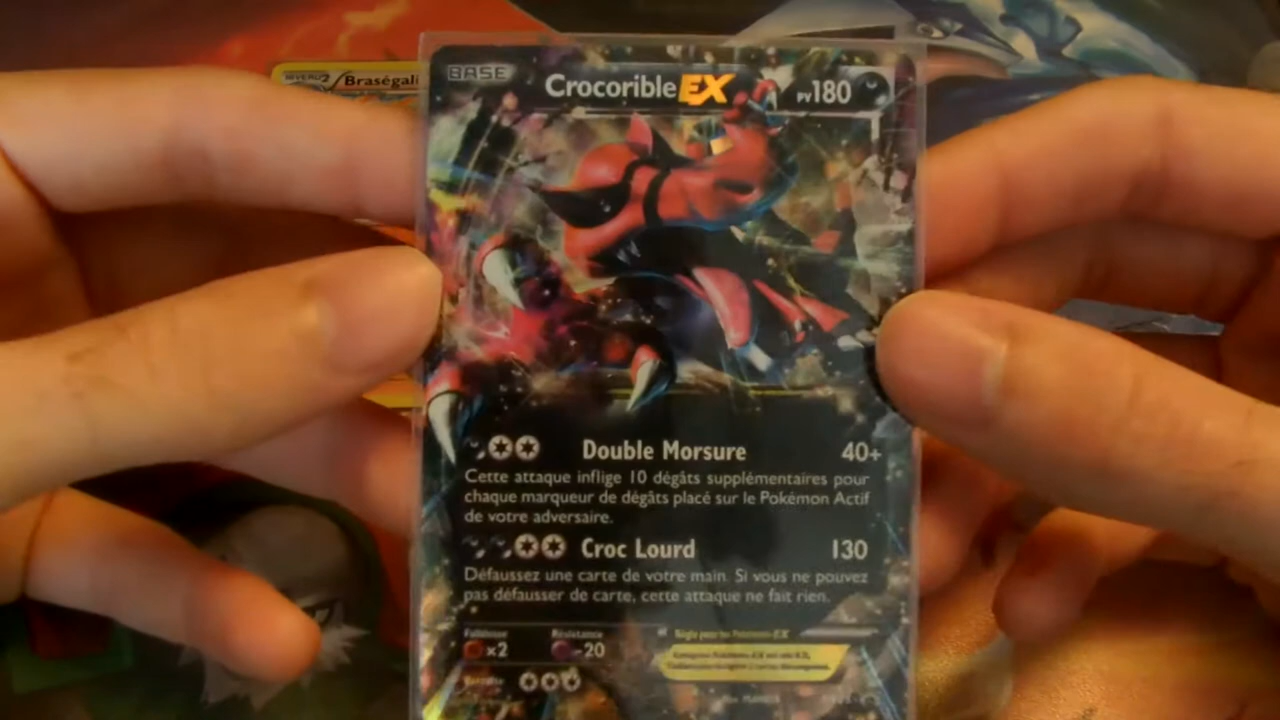 NIVEAU 2 Braségali
BASE Crocorible EX PV 180
Double Morsure 40+
Cette attaque inflige 10 dégâts supplémentaires pour
chaque marqueur de dégâts placé sur le Pokémon Actif
de votre adversaire.
Croc Lourd 130
Défaussez une carte de votre main. Si vous ne pouvez
pas défausser de carte, cette attaque ne fait rien.
Faiblesse Résistance Règle pour les Pokémon-EX
×2 -20
Retraite